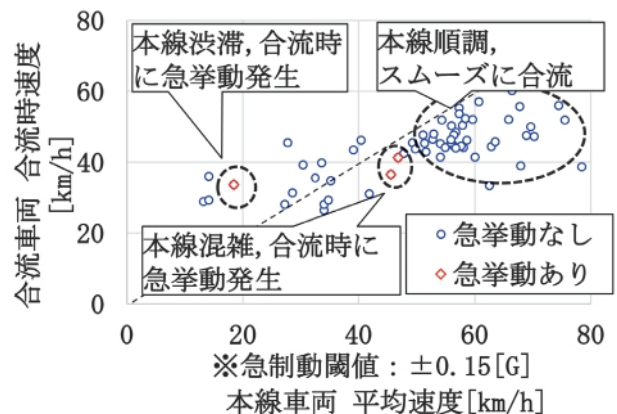 80
60
40
20
0
合流車両 合流時速度
[km/h]
本線渋滞, 合流時
に急挙動発生
本線順調,
スムーズに合流
本線混雑, 合流時に
急挙動発生
急挙動なし
急挙動あり
0 20 40 60 80
※急制動閾値：±0.15[G]
本線車両 平均速度[km/h]